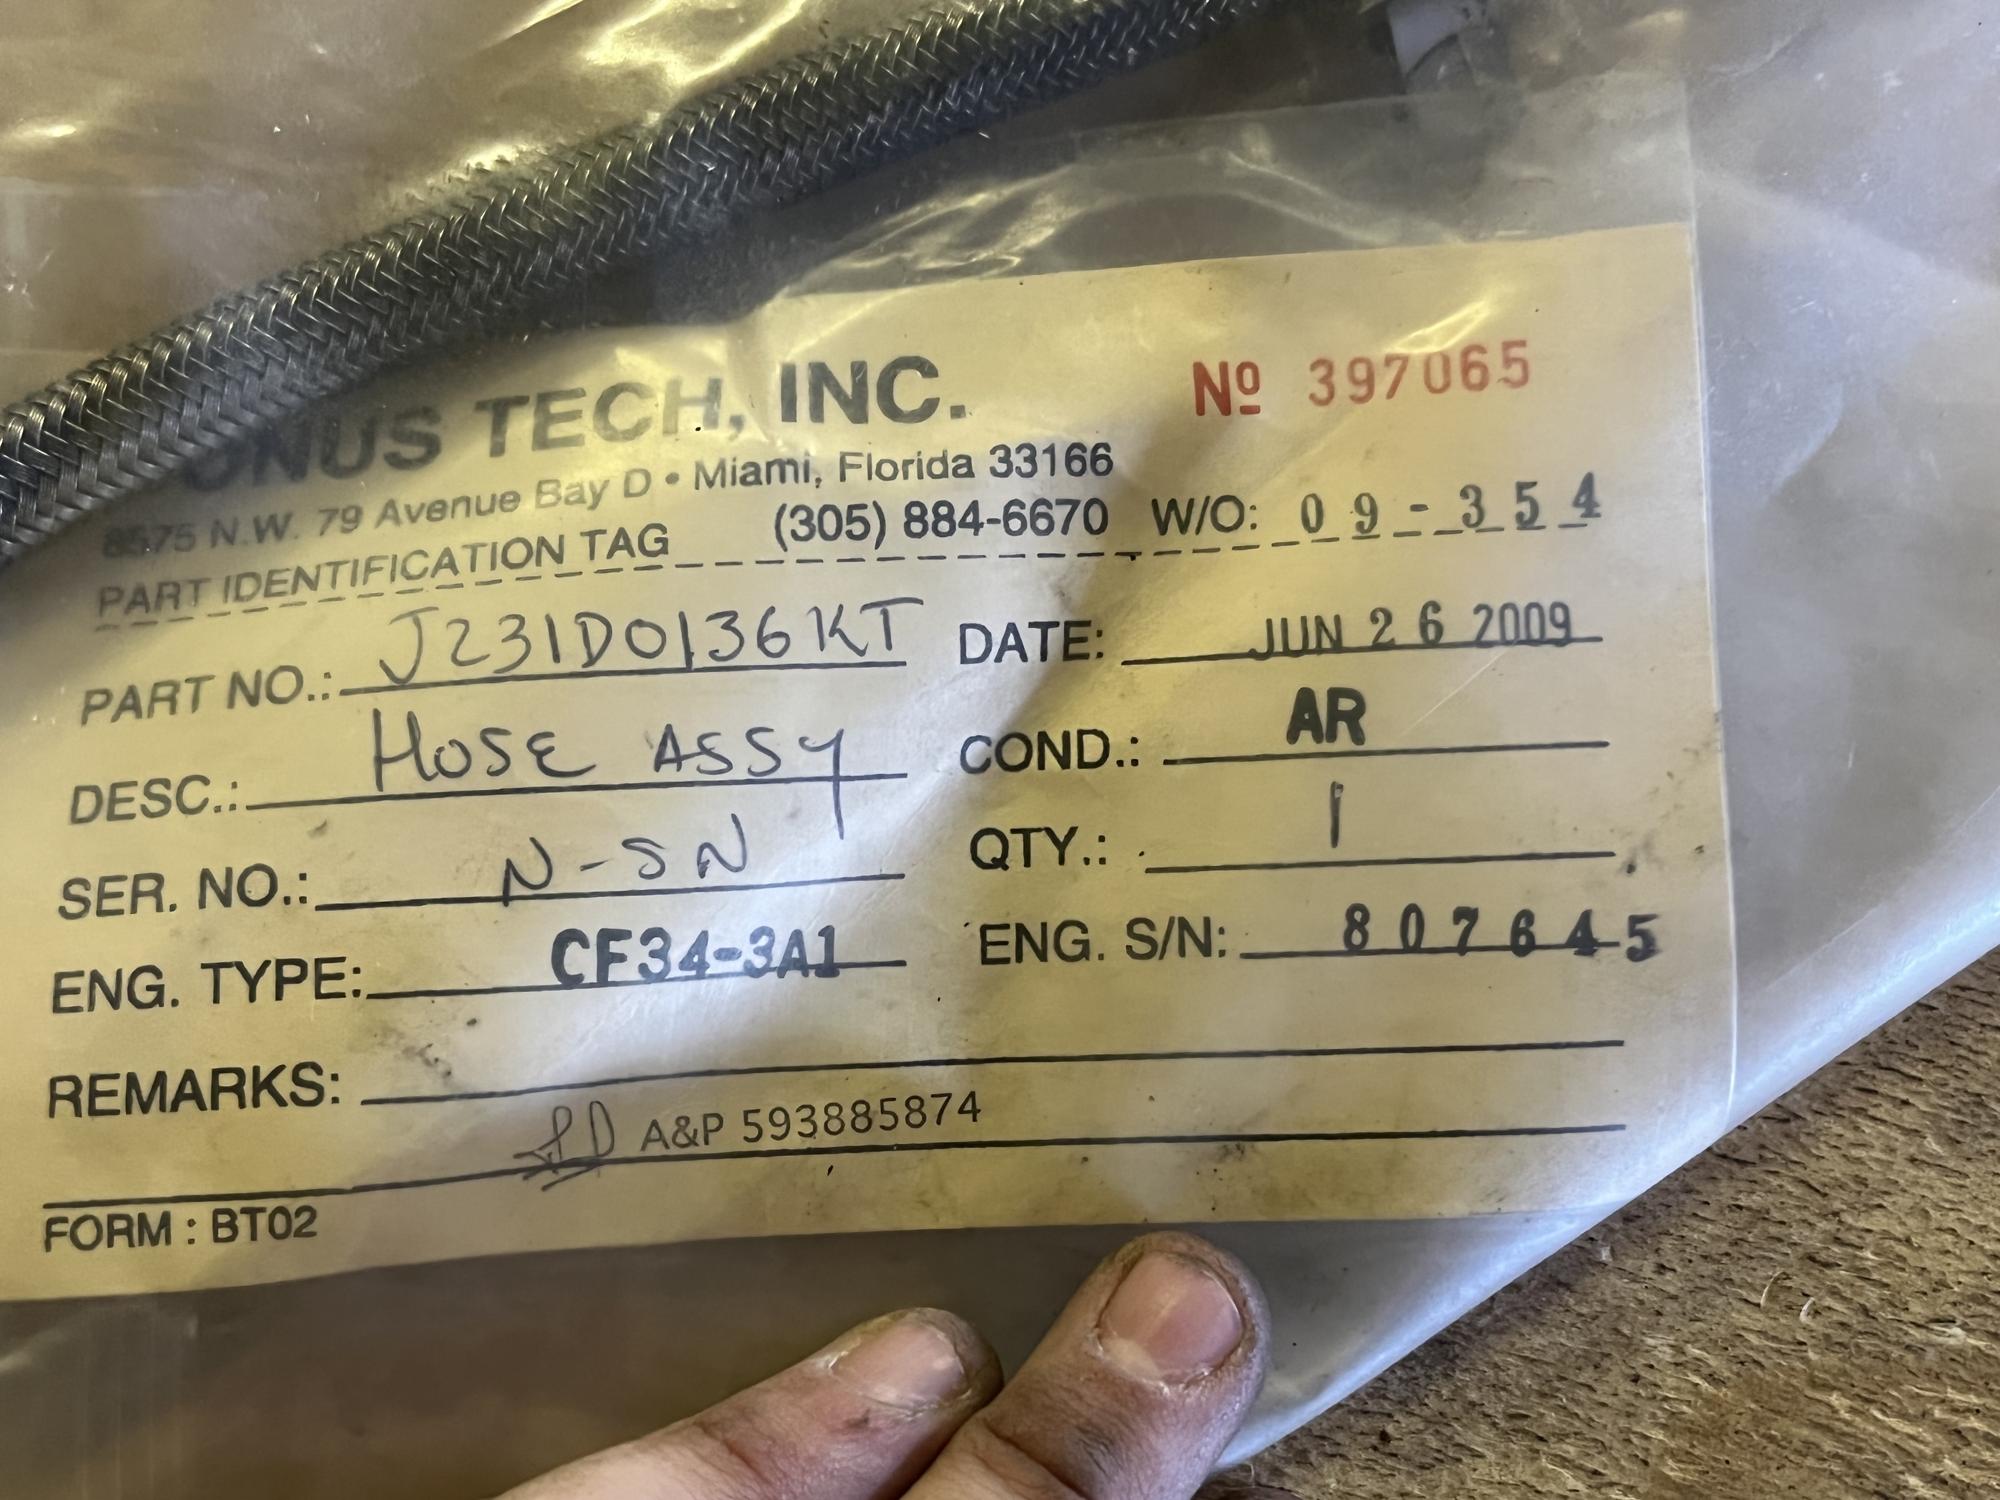 TECH, INC. Nº 397065
8575 N.W. 79 Avenue Bay D • Miami, Florida 33166
PART IDENTIFICATION TAG (305) 884-6670 W/O: 09-354
PART NO.: J231D0136KT DATE: JUN 26 2009
DESC.: HOSE ASSY COND.: AR
SER. NO.: N-SN QTY.: 1
ENG. TYPE: CF34-3A1 ENG. S/N: 807645
REMARKS:
A&P 593885874
FORM : BT02